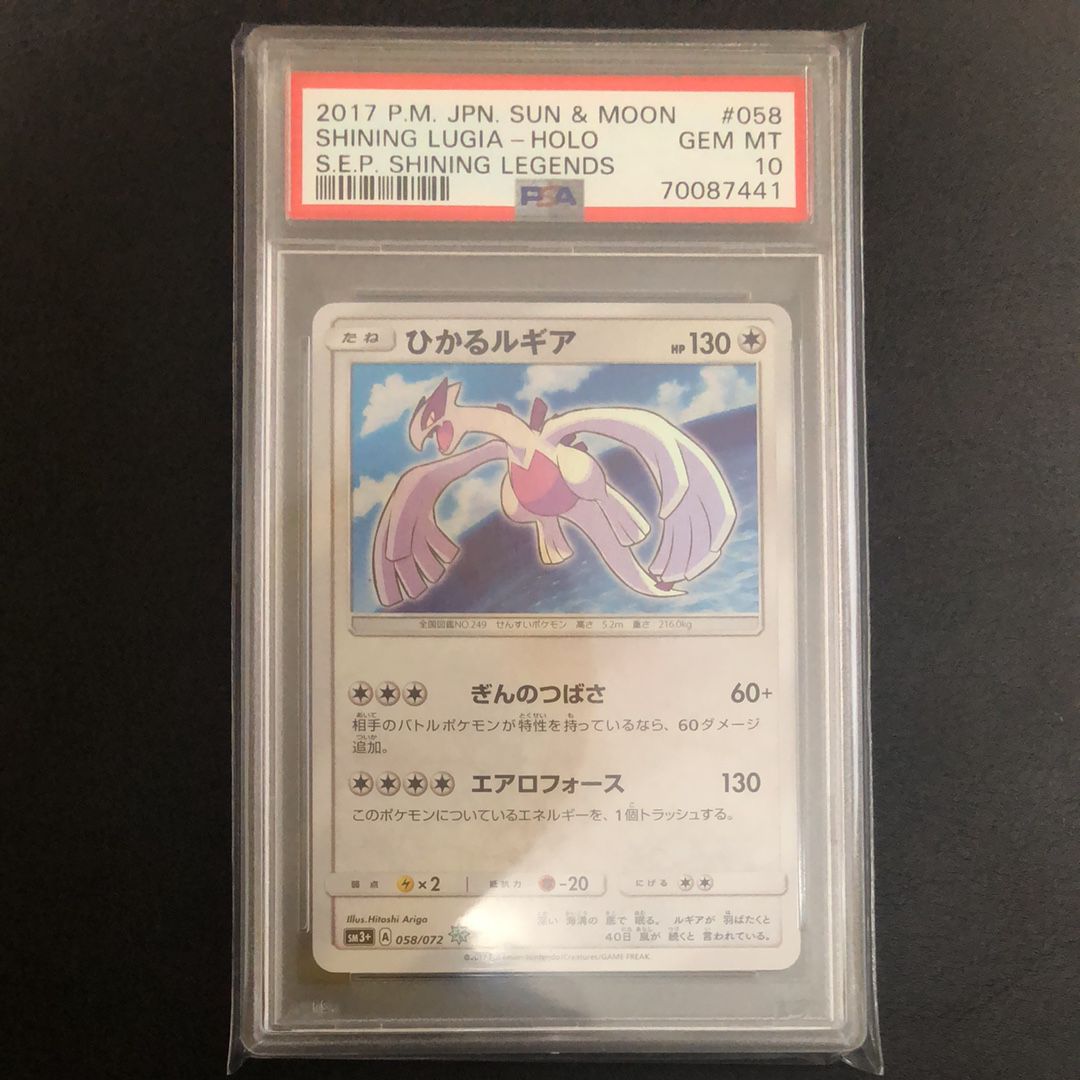 2017 P.M. JPN. SUN & MOON #058
SHINING LUGIA - HOLO GEM MT
S.E.P. SHINING LEGENDS 10
PSA 70087441
たね ひかるルギア HP 130
全国図鑑NO.249 せんすいポケモン 高さ 5.2m 重さ 216.0kg
ぎんのつばさ 60+
相手のバトルポケモンが特性を持っているなら、60ダメージ
追加。
エアロフォース 130
このポケモンについているエネルギーを、1個トラッシュする。
弱点 ×2 抵抗力 -20 にげる
Illus.Hitoshi Ariga
深い 海溝の 底で 眠る。 ルギアが 羽ばたくと
40日 嵐が 続くと 言われている。
SM3+ A 058/072
©2017 Pokémon/Nintendo/Creatures/GAME FREAK.